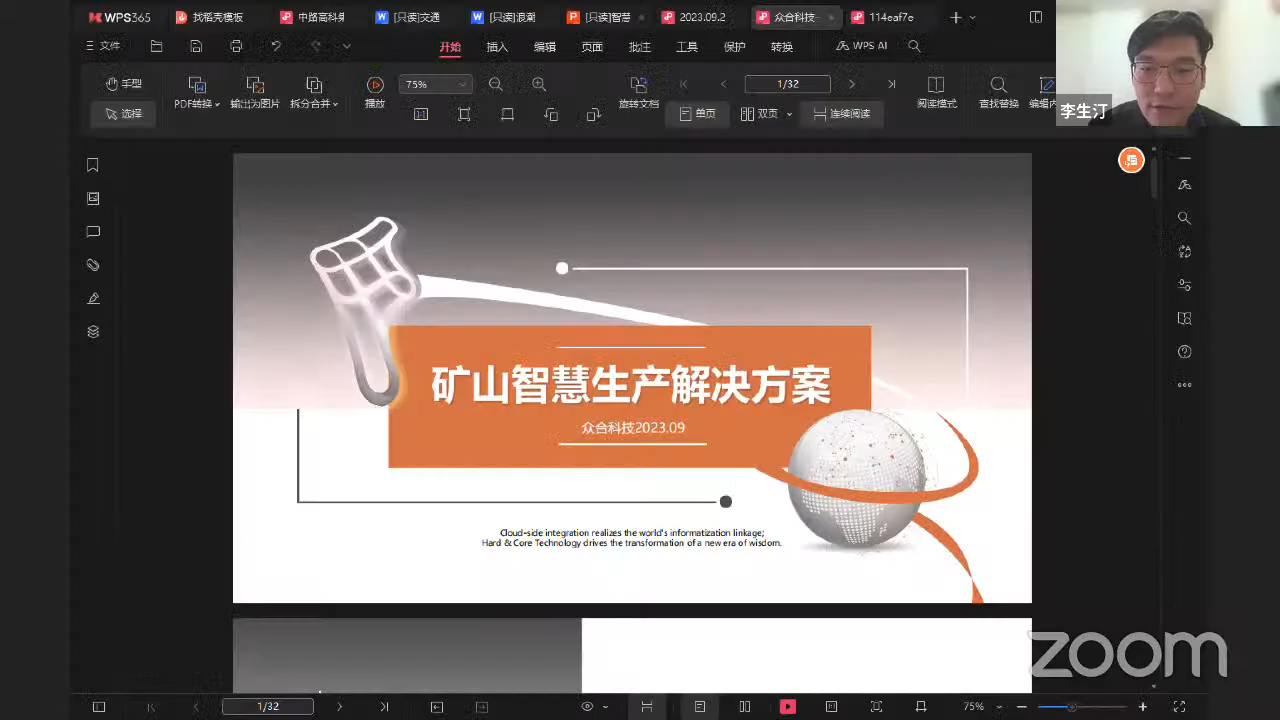 WPS365
找稻壳模板
中路高科
[只读]交通
[只读]浪潮
[只读]智慧
2023.09.2
众合科技
114eaf7e
文件
开始
插入
编辑
页面
批注
工具
保护
转换
WPS AI
手型
选择
PDF转换
输出为图片
拆分合并
播放
75%
旋转文档
1/32
单页
双页
连续阅读
阅读模式
查找替换
李生汀
矿山智慧生产解决方案
众合科技2023.09
Cloud-side integration realizes the world's informatization linkage;
Hard & Core Technology drives the transformation of a new era of wisdom.
zoom
1/32
75%